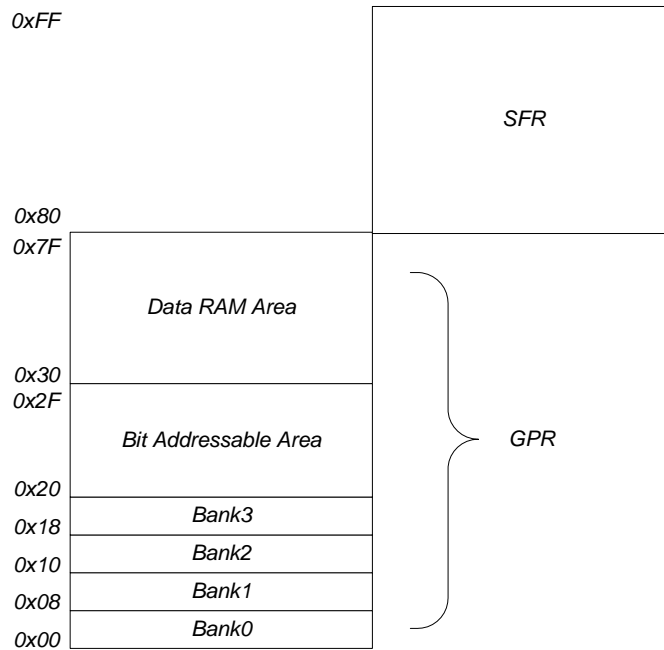 0xFF
SFR
0x80
0x7F
Data RAM Area
0x30
0x2F
Bit Addressable Area
GPR
0x20
Bank3
0x18
Bank2
0x10
Bank1
0x08
Bank0
0x00